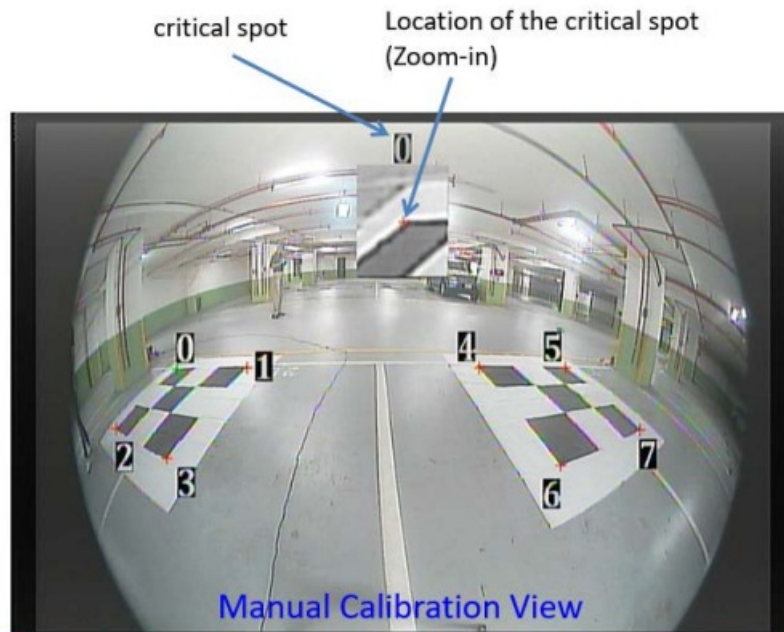 critical spot
Location of the critical spot
(Zoom-in)
0
0
1
4
5
2
3
6
7
Manual Calibration View